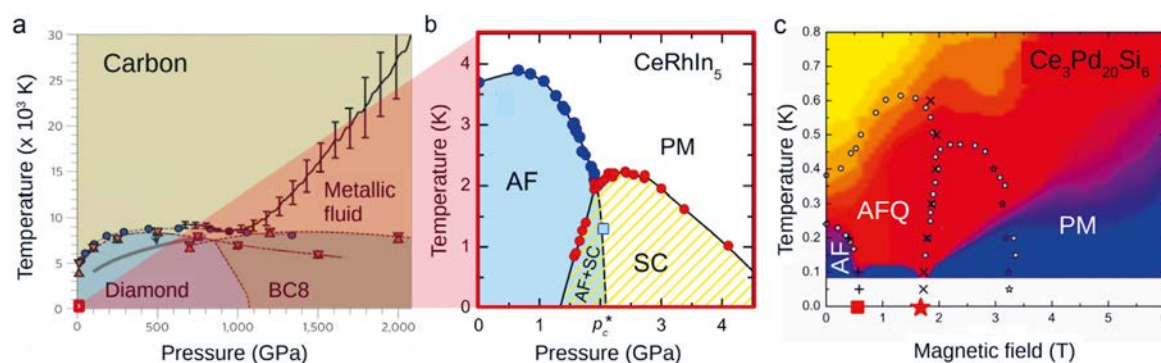 a
Carbon
Metallic
fluid
Diamond
BC8
Temperature (x 10³ K)
30
25
20
15
10
5
0
0
500
1,000
1,500
2,000
Pressure (GPa)
b
CeRhIn₅
AF
PM
AF+SC
SC
Temperature (K)
4
3
2
1
0
0
1
2
3
4
p*c
Pressure (GPa)
c
Ce₃Pd₂₀Si₆
AFQ
AF
PM
Temperature (K)
0.8
0.7
0.6
0.5
0.4
0.3
0.2
0.1
0.0
0
1
2
3
4
5
6
Magnetic field (T)